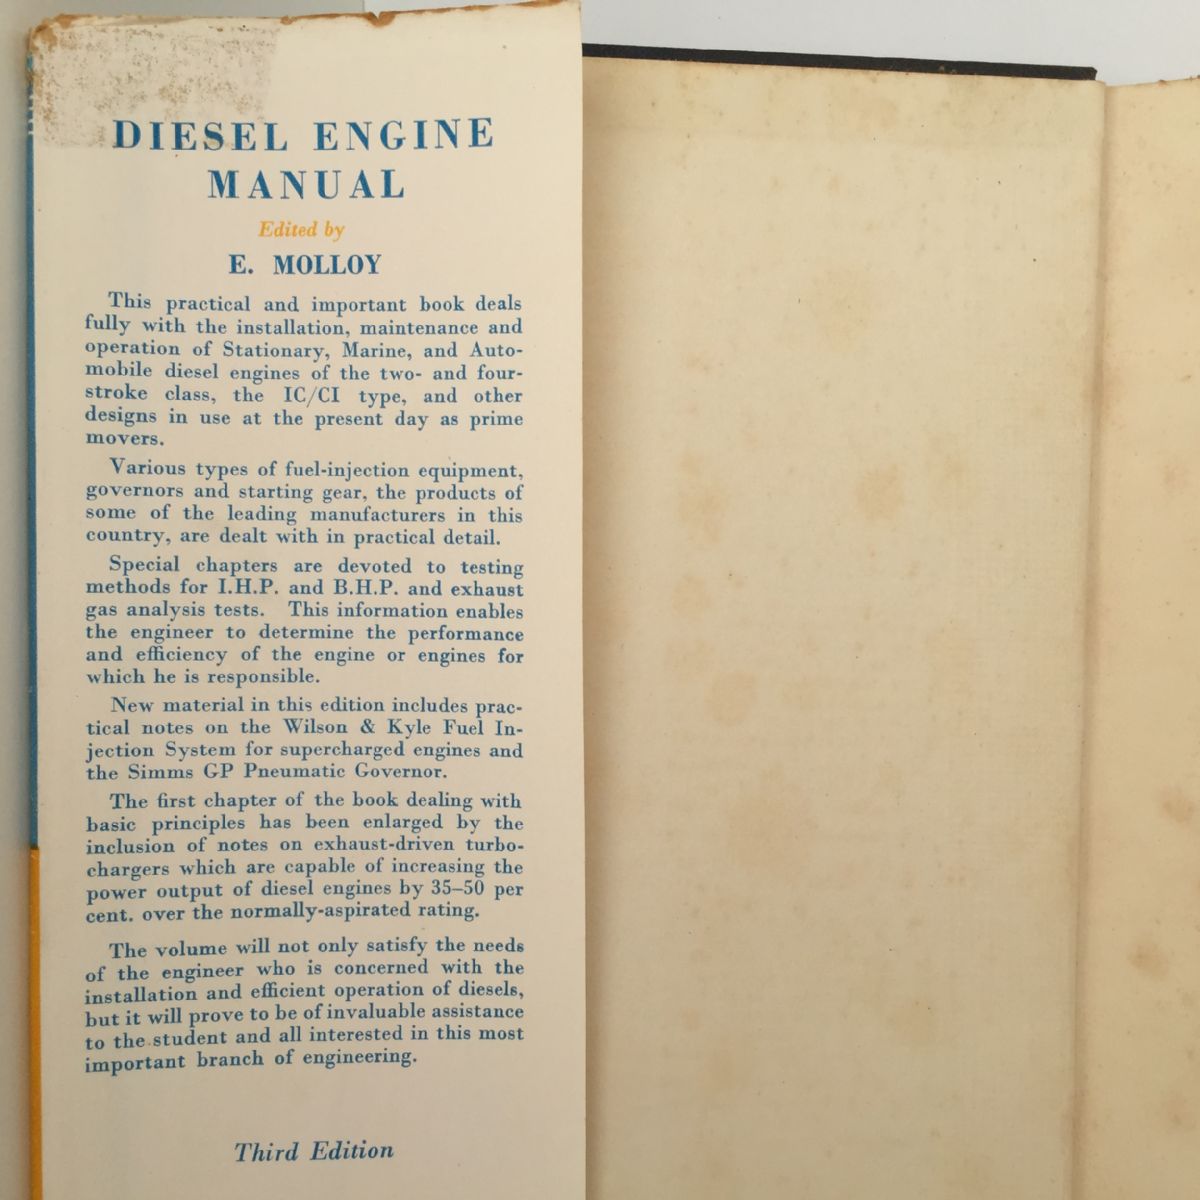 DIESEL ENGINE
MANUAL
Edited by
E. MOLLOY
This practical and important book deals
fully with the installation, maintenance and
operation of Stationary, Marine, and Auto-
mobile diesel engines of the two- and four-
stroke class, the IC/CI type, and other
designs in use at the present day as prime
movers.
Various types of fuel-injection equipment,
governors and starting gear, the products of
some of the leading manufacturers in this
country, are dealt with in practical detail.
Special chapters are devoted to testing
methods for I.H.P. and B.H.P. and exhaust
gas analysis tests. This information enables
the engineer to determine the performance
and efficiency of the engine or engines for
which he is responsible.
New material in this edition includes prac-
tical notes on the Wilson & Kyle Fuel In-
jection System for supercharged engines and
the Simms GP Pneumatic Governor.
The first chapter of the book dealing with
basic principles has been enlarged by the
inclusion of notes on exhaust-driven turbo-
chargers which are capable of increasing the
power output of diesel engines by 35–50 per
cent. over the normally-aspirated rating.
The volume will not only satisfy the needs
of the engineer who is concerned with the
installation and efficient operation of diesels,
but it will prove to be of invaluable assistance
to the student and all interested in this most
important branch of engineering.
Third Edition